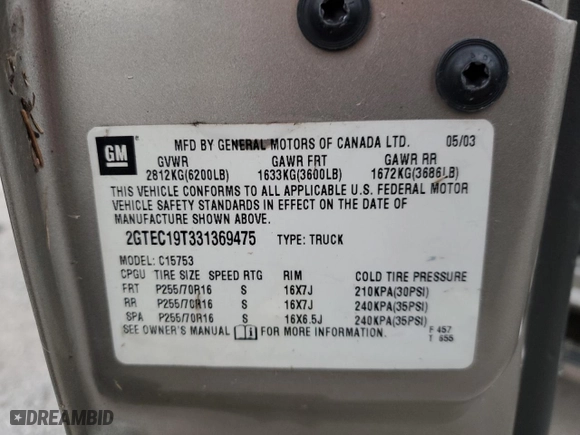 GM
MFD BY GENERAL MOTORS OF CANADA LTD. 05/03
GVWR GAWR FRT GAWR RR
2812KG(6200LB) 1633KG(3600LB) 1672KG(3686LB)
THIS VEHICLE CONFORMS TO ALL APPLICABLE U.S. FEDERAL MOTOR
VEHICLE SAFETY STANDARDS IN EFFECT ON THE DATE OF
MANUFACTURE SHOWN ABOVE.
2GTEC19T331369475 TYPE: TRUCK
MODEL: C15753
CPGU TIRE SIZE SPEED RTG RIM COLD TIRE PRESSURE
FRT P255/70R16 S 16X7J 210KPA(30PSI)
RR P255/70R16 S 16X7J 240KPA(35PSI)
SPA P255/70R16 S 16X6.5J 240KPA(35PSI)
SEE OWNER'S MANUAL FOR MORE INFORMATION.
F 457
T 655
DREAMBID